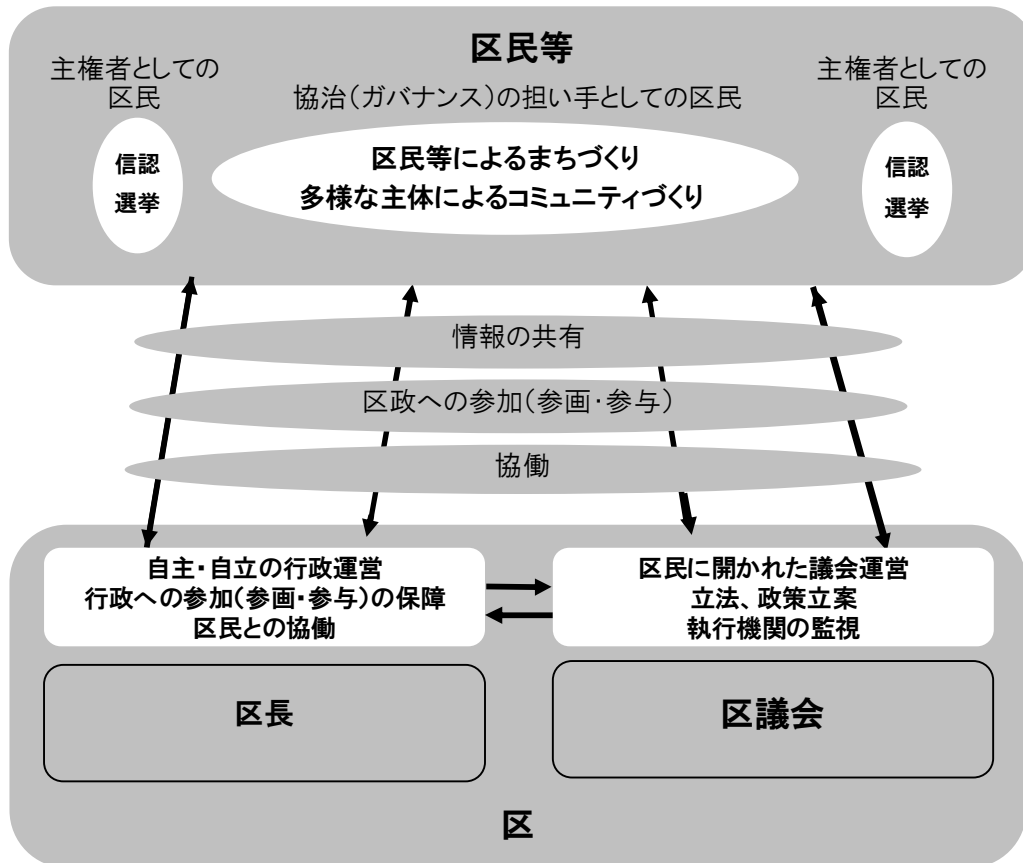 区民等
主権者としての
区民
協治（ガバナンス）の担い手としての区民
主権者としての
区民
信認
選挙
区民等によるまちづくり
多様な主体によるコミュニティづくり
信認
選挙
情報の共有
区政への参加（参画・参与）
協働
自主・自立の行政運営
行政への参加（参画・参与）の保障
区民との協働
区民に開かれた議会運営
立法、政策立案
執行機関の監視
区長
区議会
区